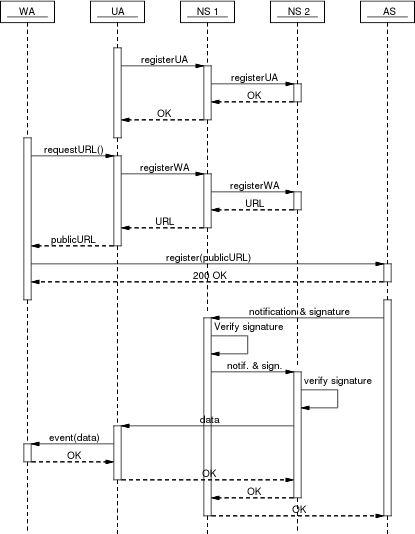 WA UA NS 1 NS 2 AS
registerUA
registerUA
OK
OK
requestURL()
registerWA
registerWA
URL
URL
publicURL
register(publicURL)
200 OK
notification & signature
Verify signature
notif. & sign.
verify signature
data
event(data)
OK
OK
OK
OK